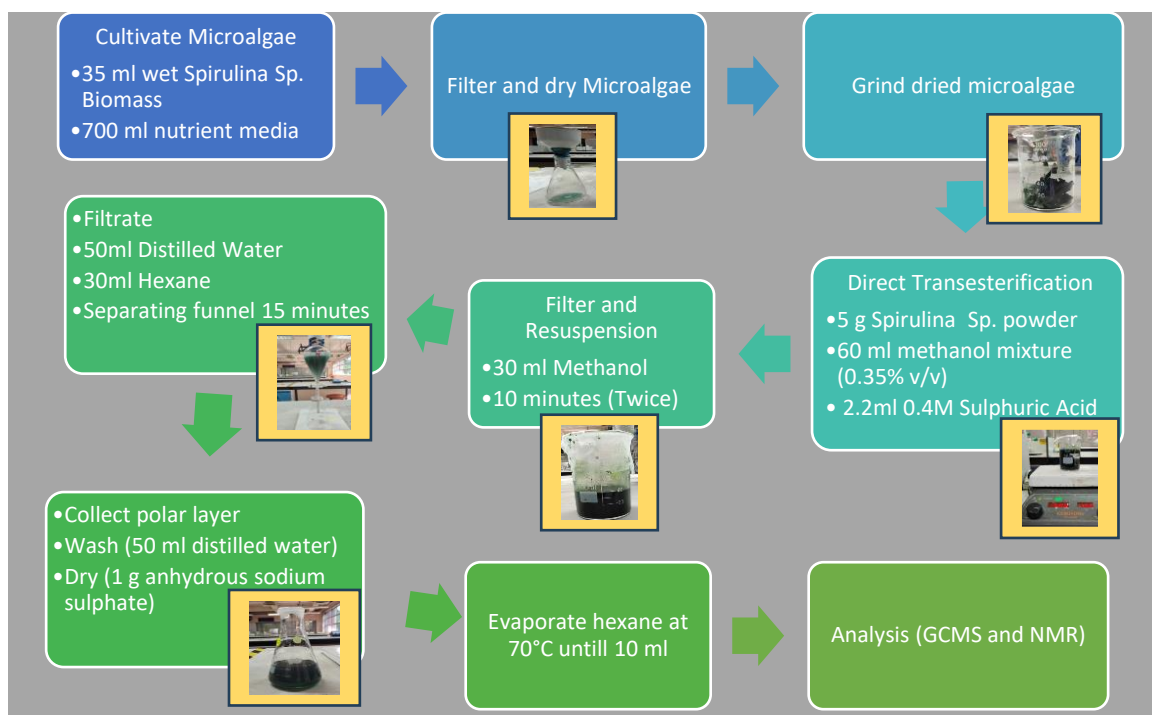 Cultivate Microalgae
•35 ml wet Spirulina Sp.
Biomass
•700 ml nutrient media
Filter and dry Microalgae
Grind dried microalgae
Direct Transesterification
•5 g Spirulina Sp. powder
•60 ml methanol mixture
(0.35% v/v)
• 2.2ml 0.4M Sulphuric Acid
Filter and
Resuspension
•30 ml Methanol
•10 minutes (Twice)
•Filtrate
•50ml Distilled Water
•30ml Hexane
•Separating funnel 15 minutes
•Collect polar layer
•Wash (50 ml distilled water)
•Dry (1 g anhydrous sodium
sulphate)
Evaporate hexane at
70°C untill 10 ml
Analysis (GCMS and NMR)